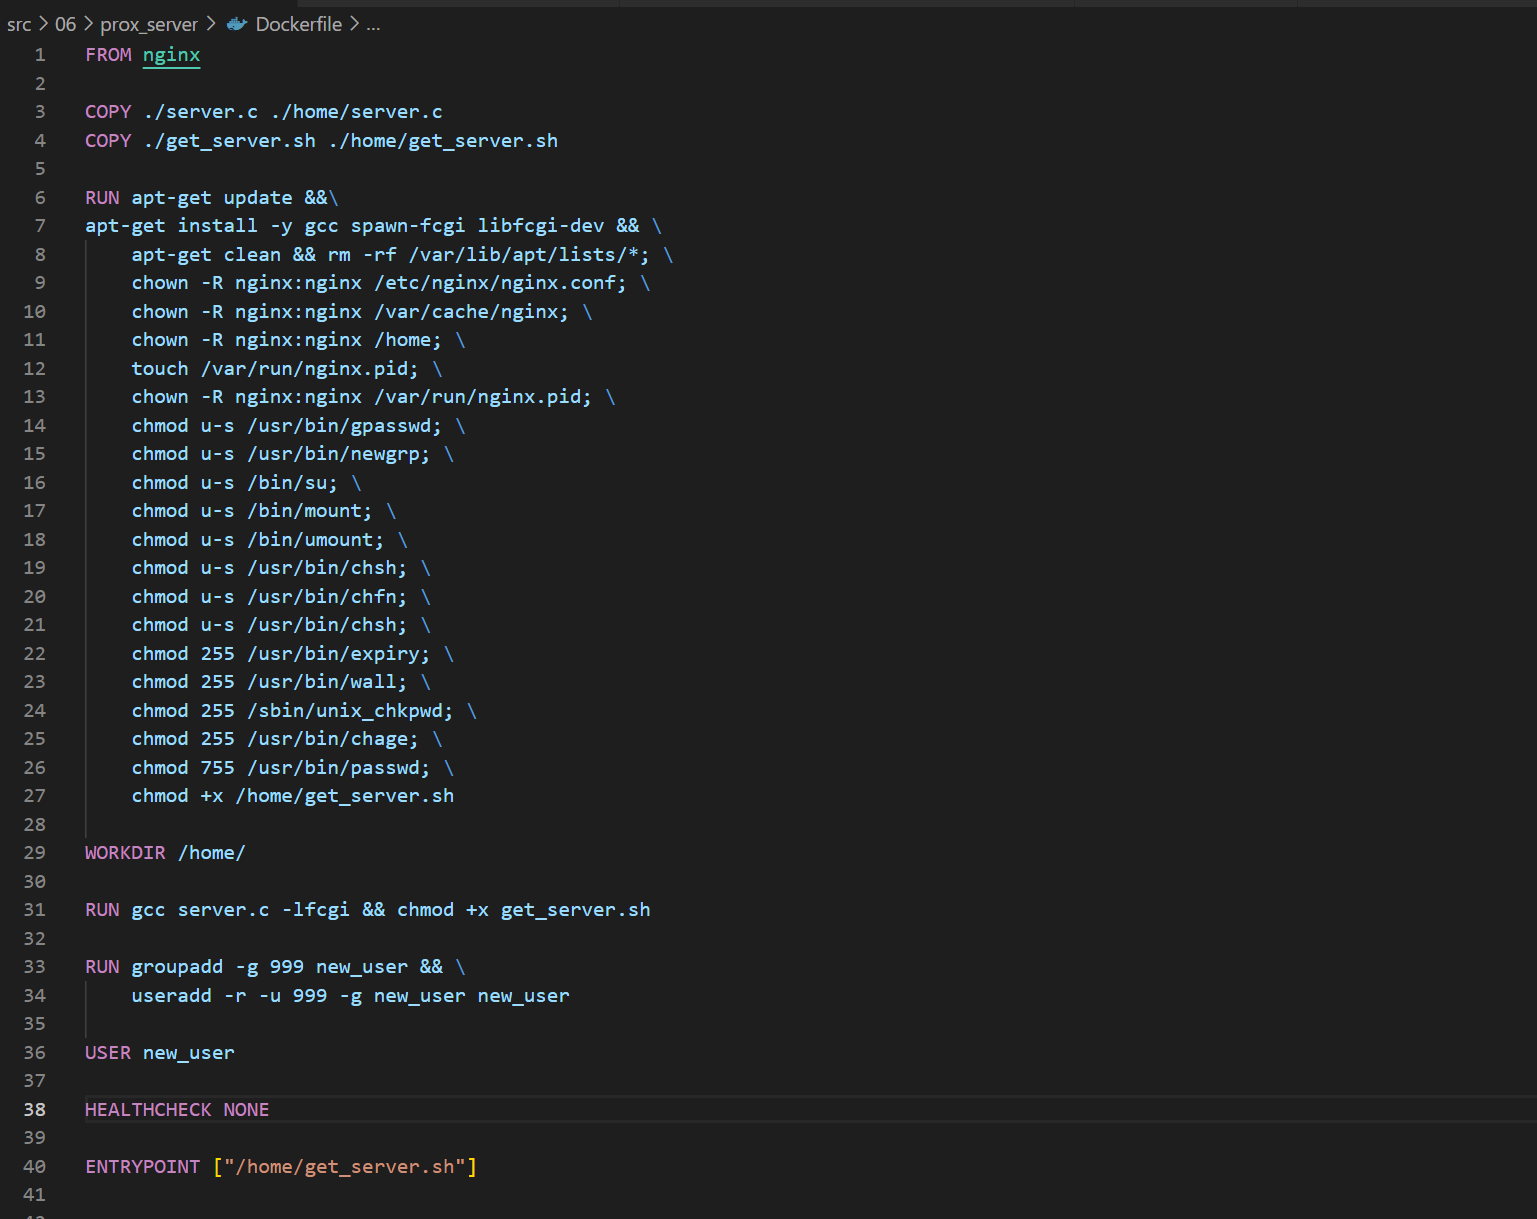 src > 06 > prox_server > Dockerfile > ...
1 FROM nginx
2
3 COPY ./server.c ./home/server.c
4 COPY ./get_server.sh ./home/get_server.sh
5
6 RUN apt-get update &&\
7 apt-get install -y gcc spawn-fcgi libfcgi-dev && \
8     apt-get clean && rm -rf /var/lib/apt/lists/*; \
9     chown -R nginx:nginx /etc/nginx/nginx.conf; \
10     chown -R nginx:nginx /var/cache/nginx; \
11     chown -R nginx:nginx /home; \
12     touch /var/run/nginx.pid; \
13     chown -R nginx:nginx /var/run/nginx.pid; \
14     chmod u-s /usr/bin/gpasswd; \
15     chmod u-s /usr/bin/newgrp; \
16     chmod u-s /bin/su; \
17     chmod u-s /bin/mount; \
18     chmod u-s /bin/umount; \
19     chmod u-s /usr/bin/chsh; \
20     chmod u-s /usr/bin/chfn; \
21     chmod u-s /usr/bin/chsh; \
22     chmod 255 /usr/bin/expiry; \
23     chmod 255 /usr/bin/wall; \
24     chmod 255 /sbin/unix_chkpwd; \
25     chmod 255 /usr/bin/chage; \
26     chmod 755 /usr/bin/passwd; \
27     chmod +x /home/get_server.sh
28
29 WORKDIR /home/
30
31 RUN gcc server.c -lfcgi && chmod +x get_server.sh
32
33 RUN groupadd -g 999 new_user && \
34     useradd -r -u 999 -g new_user new_user
35
36 USER new_user
37
38 HEALTHCHECK NONE
39
40 ENTRYPOINT ["/home/get_server.sh"]
41